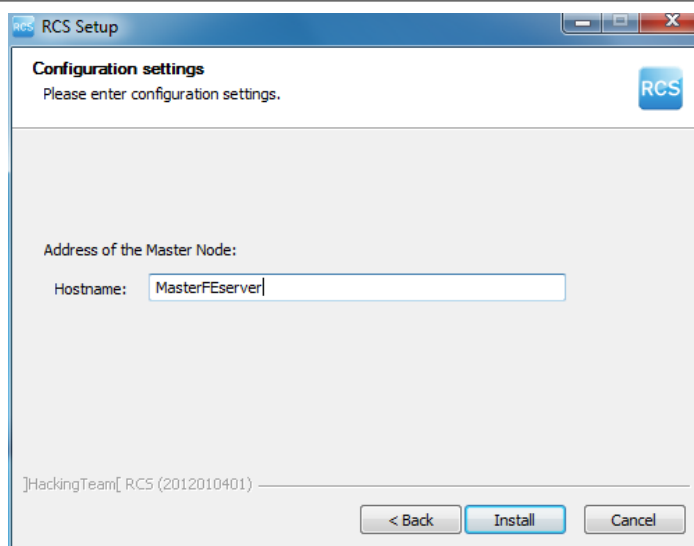 RCS RCS Setup
Configuration settings
Please enter configuration settings.
RCS
Address of the Master Node:
Hostname: MasterFEserver
]HackingTeam[ RCS (2012010401)
< Back Install Cancel